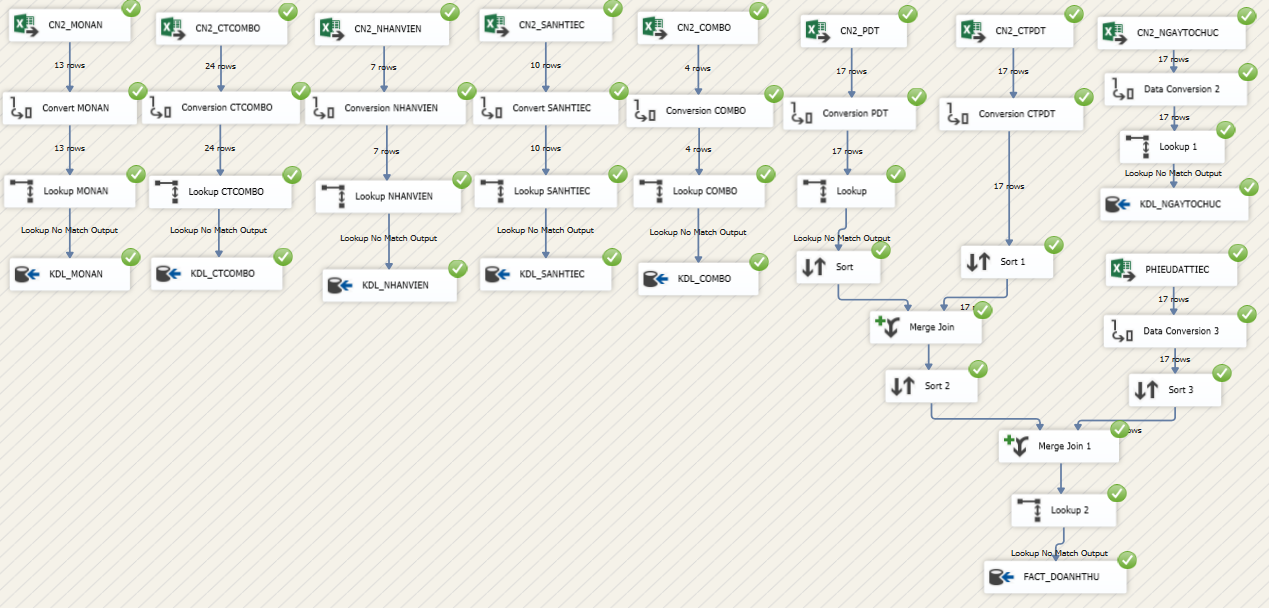 CN2_MONAN
CN2_CTCOMBO
CN2_NHANVIEN
CN2_SANHTIEC
CN2_COMBO
CN2_PDT
CN2_CTPDT
CN2_NGAYTOCHUC
13 rows
24 rows
7 rows
10 rows
4 rows
17 rows
17 rows
17 rows
Convert MONAN
Conversion CTCOMBO
Conversion NHANVIEN
Convert SANHTIEC
Conversion COMBO
Conversion PDT
Conversion CTPDT
Data Conversion 2
13 rows
24 rows
7 rows
10 rows
4 rows
17 rows
17 rows
17 rows
Lookup MONAN
Lookup CTCOMBO
Lookup NHANVIEN
Lookup SANHTIEC
Lookup COMBO
Lookup
Lookup 1
Lookup No Match Output
Lookup No Match Output
Lookup No Match Output
Lookup No Match Output
Lookup No Match Output
Lookup No Match Output
Lookup No Match Output
KDL_MONAN
KDL_CTCOMBO
KDL_NHANVIEN
KDL_SANHTIEC
KDL_COMBO
Sort
Sort 1
KDL_NGAYTOCHUC
PHIEUDATTIEC
17
17 rows
Merge Join
Data Conversion 3
17 rows
Sort 2
Sort 3
Merge Join 1
Lookup 2
Lookup No Match Output
FACT_DOANHTHU